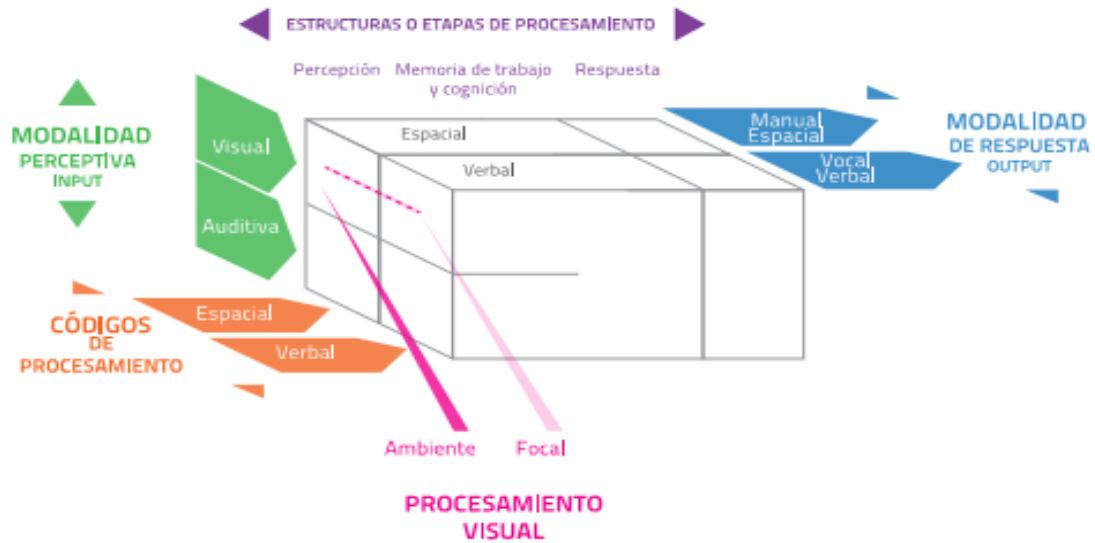 ESTRUCTURAS O ETAPAS DE PROCESAMIENTO
Percepción
Memoria de trabajo
y cognición
Respuesta
MODALIDAD
PERCEPTIVA
INPUT
Visual
Auditiva
Espacial
Verbal
Manual
Espacial
Vocal
Verbal
MODALIDAD
DE RESPUESTA
OUTPUT
CÓDIGOS
DE
PROCESAMIENTO
Espacial
Verbal
Ambiente
Focal
PROCESAMIENTO
VISUAL